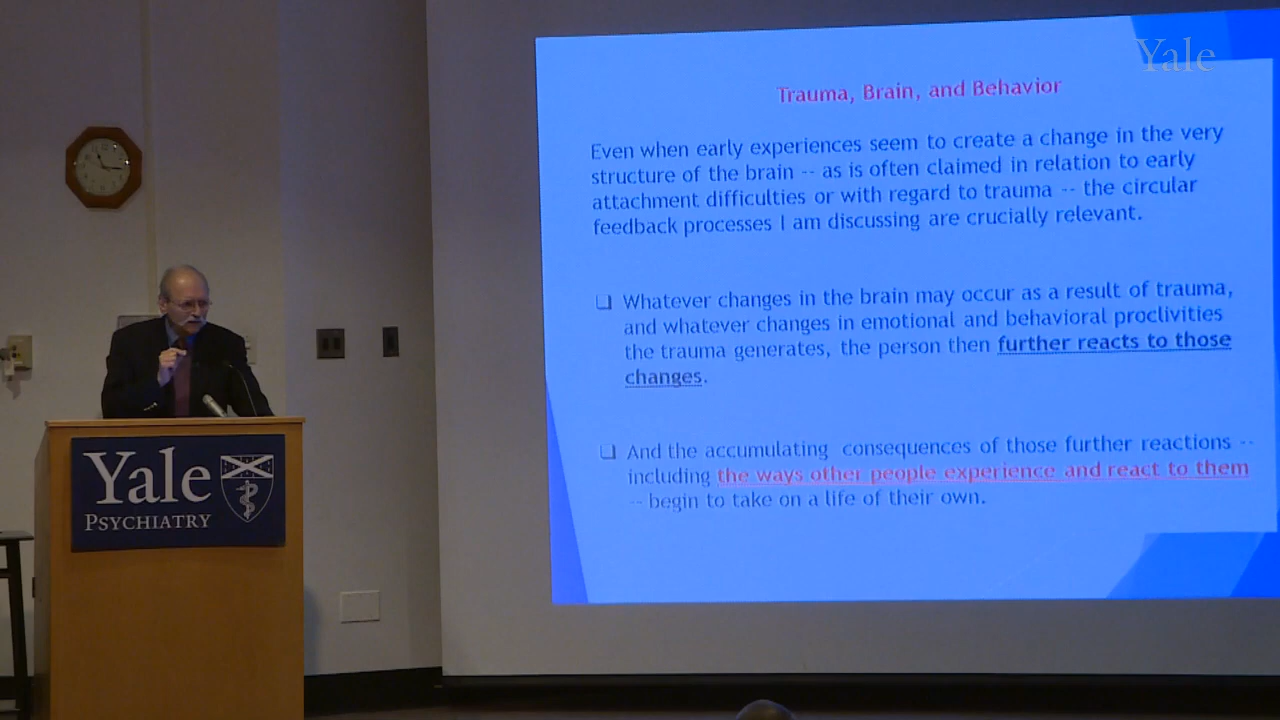 Yale
Trauma, Brain, and Behavior
Even when early experiences seem to create a change in the very
structure of the brain -- as is often claimed in relation to early
attachment difficulties or with regard to trauma -- the circular
feedback processes I am discussing are crucially relevant.
❑ Whatever changes in the brain may occur as a result of trauma,
and whatever changes in emotional and behavioral proclivities
the trauma generates, the person then further reacts to those
changes.
❑ And the accumulating consequences of those further reactions --
including the ways other people experience and react to them
-- begin to take on a life of their own.
Yale
PSYCHIATRY